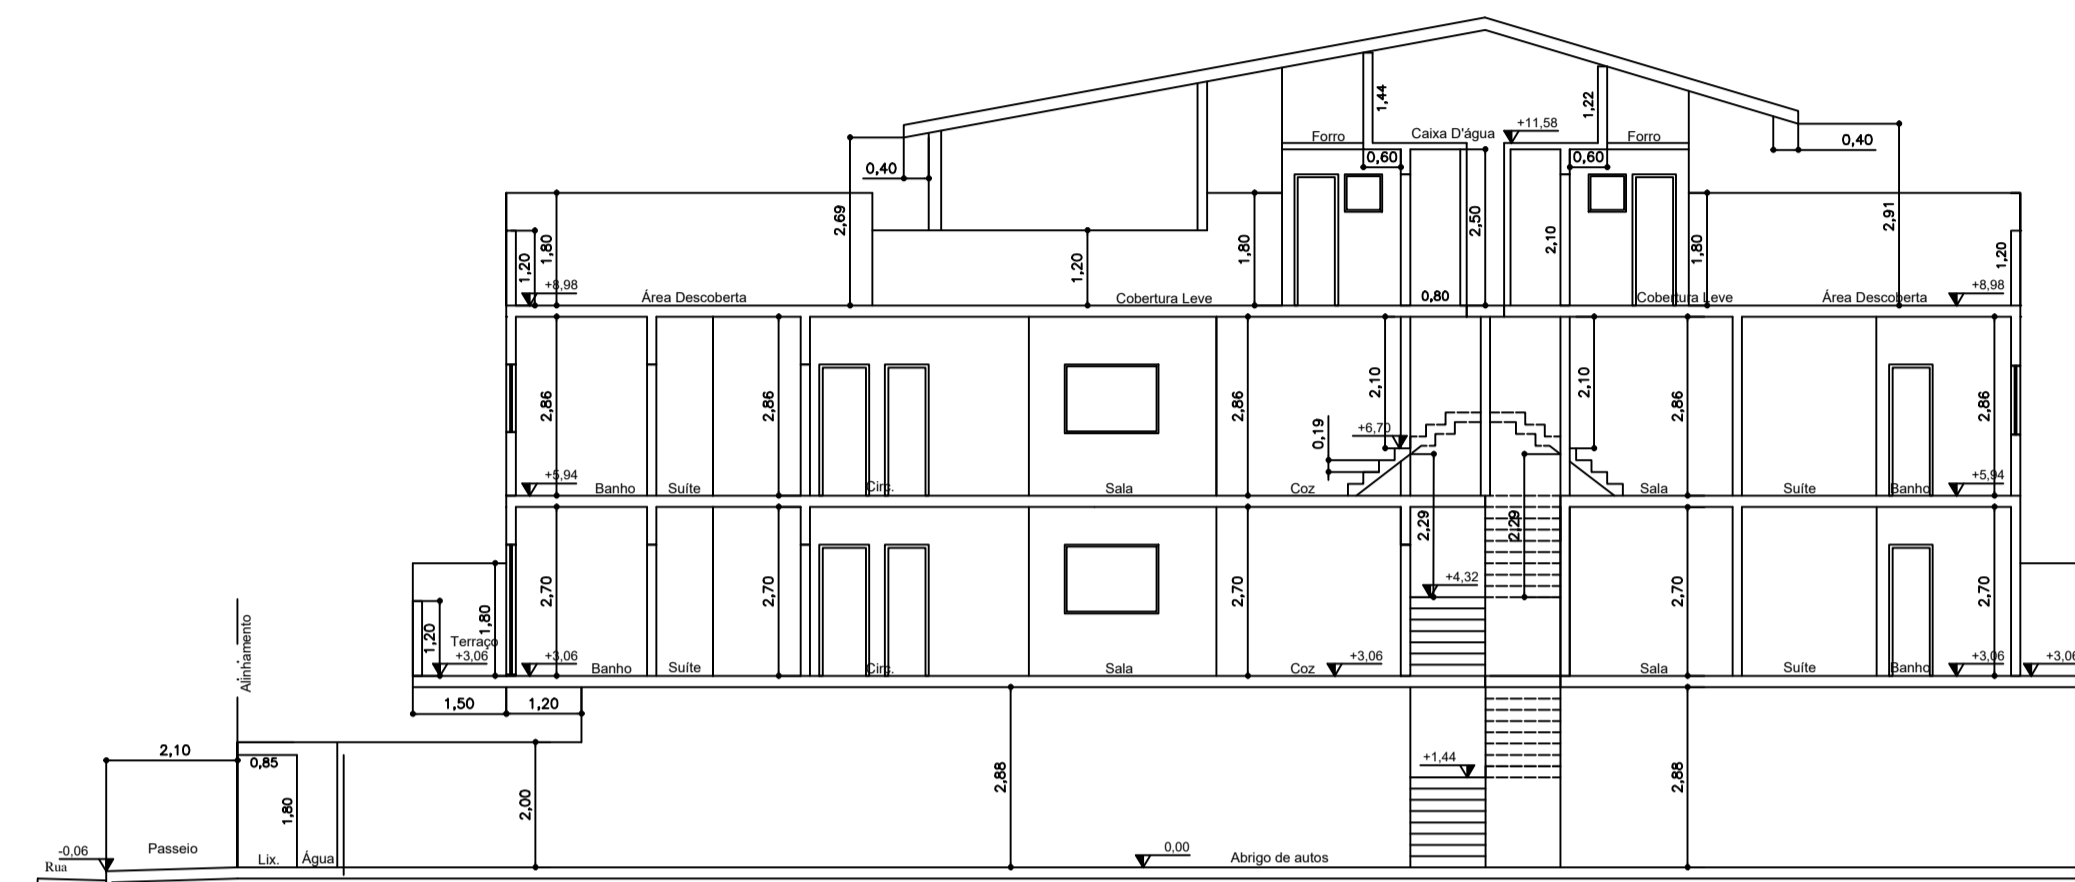 1,44
1,22
+11,58
Forro
Caixa D'água
Forro
0,40
0,60
0,60
0,40
2,69
1,80
1,20
1,80
1,20
2,50
2,10
1,80
2,91
1,20
+8,98
Área Descoberta
Cobertura Leve
0,80
Cobertura Leve
Área Descoberta
+8,98
2,86
2,86
2,86
2,10
0,19
+6,70
2,10
2,86
2,86
+5,94
Banho
Suíte
Circ.
Sala
Coz
Sala
Suíte
Banho
+5,94
2,29
2,29
2,70
2,70
2,70
+4,32
2,70
2,70
1,80
1,20
Terraço
+3,06
+3,06
Banho
Suíte
Circ.
Sala
Coz
+3,06
Sala
Suíte
Banho
+3,06
+3,06
Alinhamento
1,50
1,20
2,10
0,85
1,80
2,00
2,88
+1,44
2,88
-0,06
Rua
Passeio
Lix.
Água
0,00
Abrigo de autos